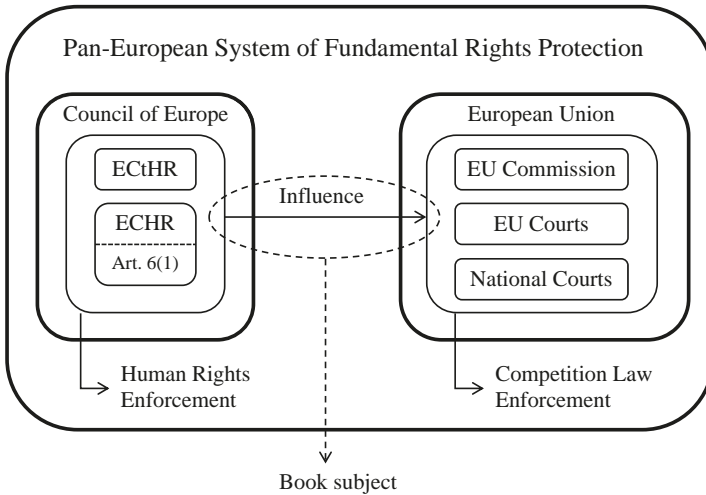 Pan-European System of Fundamental Rights Protection
Council of Europe
ECtHR
ECHR
Art. 6(1)
Influence
European Union
EU Commission
EU Courts
National Courts
Human Rights
Enforcement
Competition Law
Enforcement
Book subject